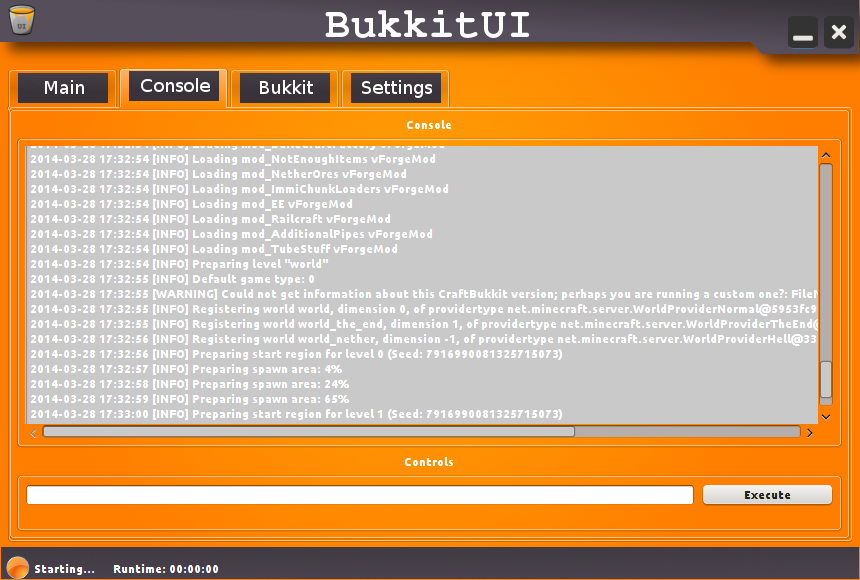 BukkitUI
Main
Console
Bukkit
Settings
Console
2014-03-28 17:32:54 [INFO] Loading
2014-03-28 17:32:54 [INFO] Loading mod_NotEnoughItems vForgeMod
2014-03-28 17:32:54 [INFO] Loading mod_NetherOres vForgeMod
2014-03-28 17:32:54 [INFO] Loading mod_ImmiChunkLoaders vForgeMod
2014-03-28 17:32:54 [INFO] Loading mod_EE vForgeMod
2014-03-28 17:32:54 [INFO] Loading mod_Railcraft vForgeMod
2014-03-28 17:32:54 [INFO] Loading mod_AdditionalPipes vForgeMod
2014-03-28 17:32:54 [INFO] Loading mod_TubeStuff vForgeMod
2014-03-28 17:32:54 [INFO] Preparing level "world"
2014-03-28 17:32:55 [INFO] Default game type: 0
2014-03-28 17:32:55 [WARNING] Could not get information about this CraftBukkit version; perhaps you are running a custom one?: FileN
2014-03-28 17:32:55 [INFO] Registering world world, dimension 0, of providertype net.minecraft.server.WorldProviderNormal@5953fc9
2014-03-28 17:32:55 [INFO] Registering world world_the_end, dimension 1, of providertype net.minecraft.server.WorldProviderTheEnd@
2014-03-28 17:32:56 [INFO] Registering world world_nether, dimension -1, of providertype net.minecraft.server.WorldProviderHell@33
2014-03-28 17:32:56 [INFO] Preparing start region for level 0 (Seed: 7916990081325715073)
2014-03-28 17:32:57 [INFO] Preparing spawn area: 4%
2014-03-28 17:32:58 [INFO] Preparing spawn area: 24%
2014-03-28 17:32:59 [INFO] Preparing spawn area: 65%
2014-03-28 17:33:00 [INFO] Preparing start region for level 1 (Seed: 7916990081325715073)
Controls
Execute
Starting... Runtime: 00:00:00